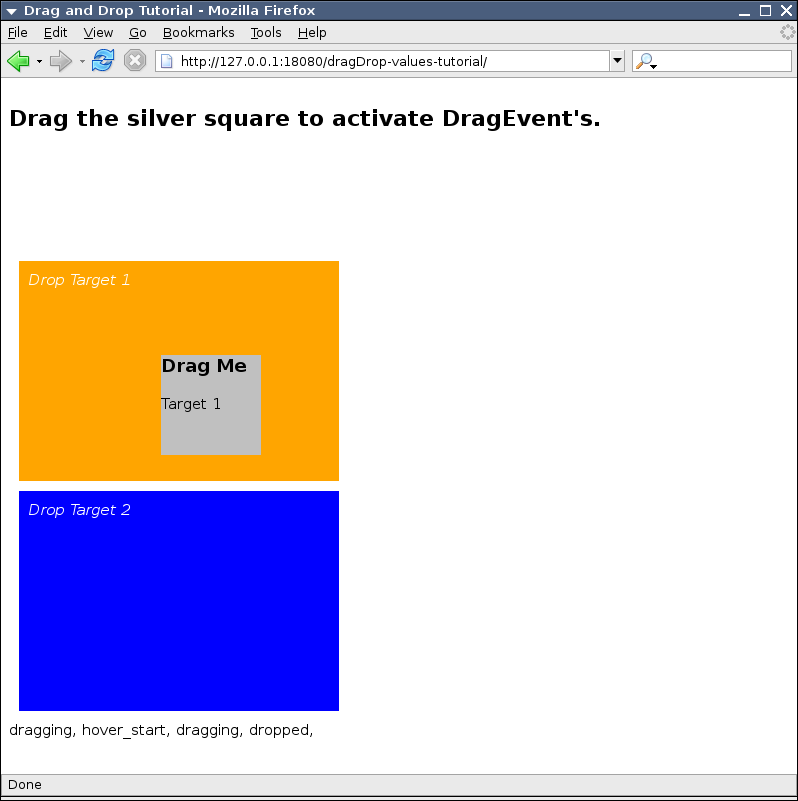 Drag and Drop Tutorial - Mozilla Firefox
File Edit View Go Bookmarks Tools Help
http://127.0.0.1:18080/dragDrop-values-tutorial/
Drag the silver square to activate DragEvent's.
Drop Target 1
Drag Me
Target 1
Drop Target 2
dragging, hover_start, dragging, dropped,
Done